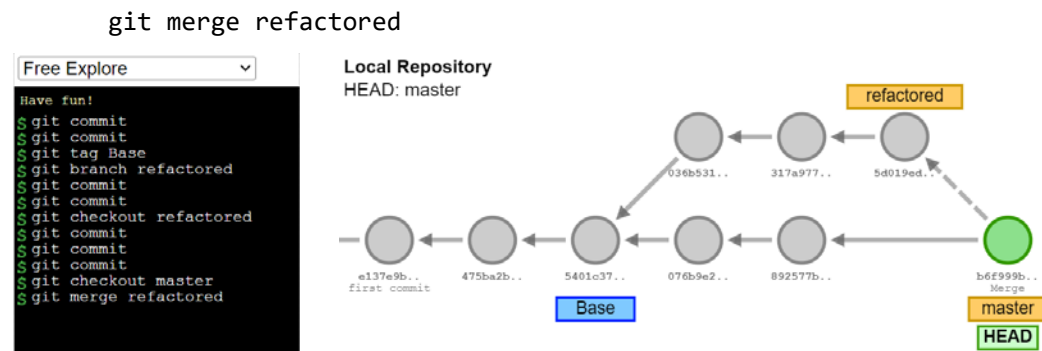 git merge refactored
Free Explore
Have fun!
$ git commit
$ git commit
$ git tag Base
$ git branch refactored
$ git commit
$ git commit
$ git checkout refactored
$ git commit
$ git commit
$ git commit
$ git checkout master
$ git merge refactored
Local Repository
HEAD: master
refactored
036b531..
317a977..
5d019ed..
e137e9b..
first commit
475ba2b..
5401c37..
076b9e2..
892577b..
b6f999b..
Merge
Base
master
HEAD